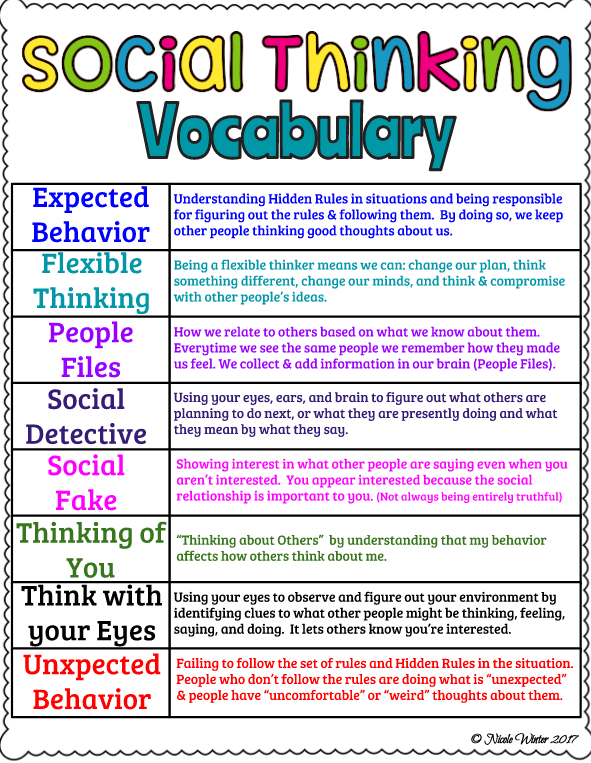 Social Thinking
Vocabulary
Expected
Behavior
Understanding Hidden Rules in situations and being responsible
for figuring out the rules & following them. By doing so, we keep
other people thinking good thoughts about us.
Flexible
Thinking
Being a flexible thinker means we can: change our plan, think
something different, change our minds, and think & compromise
with other people's ideas.
People
Files
How we relate to others based on what we know about them.
Everytime we see the same people we remember how they made
us feel. We collect & add information in our brain (People Files).
Social
Detective
Using your eyes, ears, and brain to figure out what others are
planning to do next, or what they are presently doing and what
they mean by what they say.
Social
Fake
Showing interest in what other people are saying even when you
aren't interested. You appear interested because the social
relationship is important to you. (Not always being entirely truthful)
Thinking of
You
"Thinking about Others" by understanding that my behavior
affects how others think about me.
Think with
your Eyes
Using your eyes to observe and figure out your environment by
identifying clues to what other people might be thinking, feeling,
saying, and doing. It lets others know you're interested.
Unxpected
Behavior
Failing to follow the set of rules and Hidden Rules in the situation.
People who don't follow the rules are doing what is "unexpected"
& people have "uncomfortable" or "weird" thoughts about them.
© Nicole Winter 2017